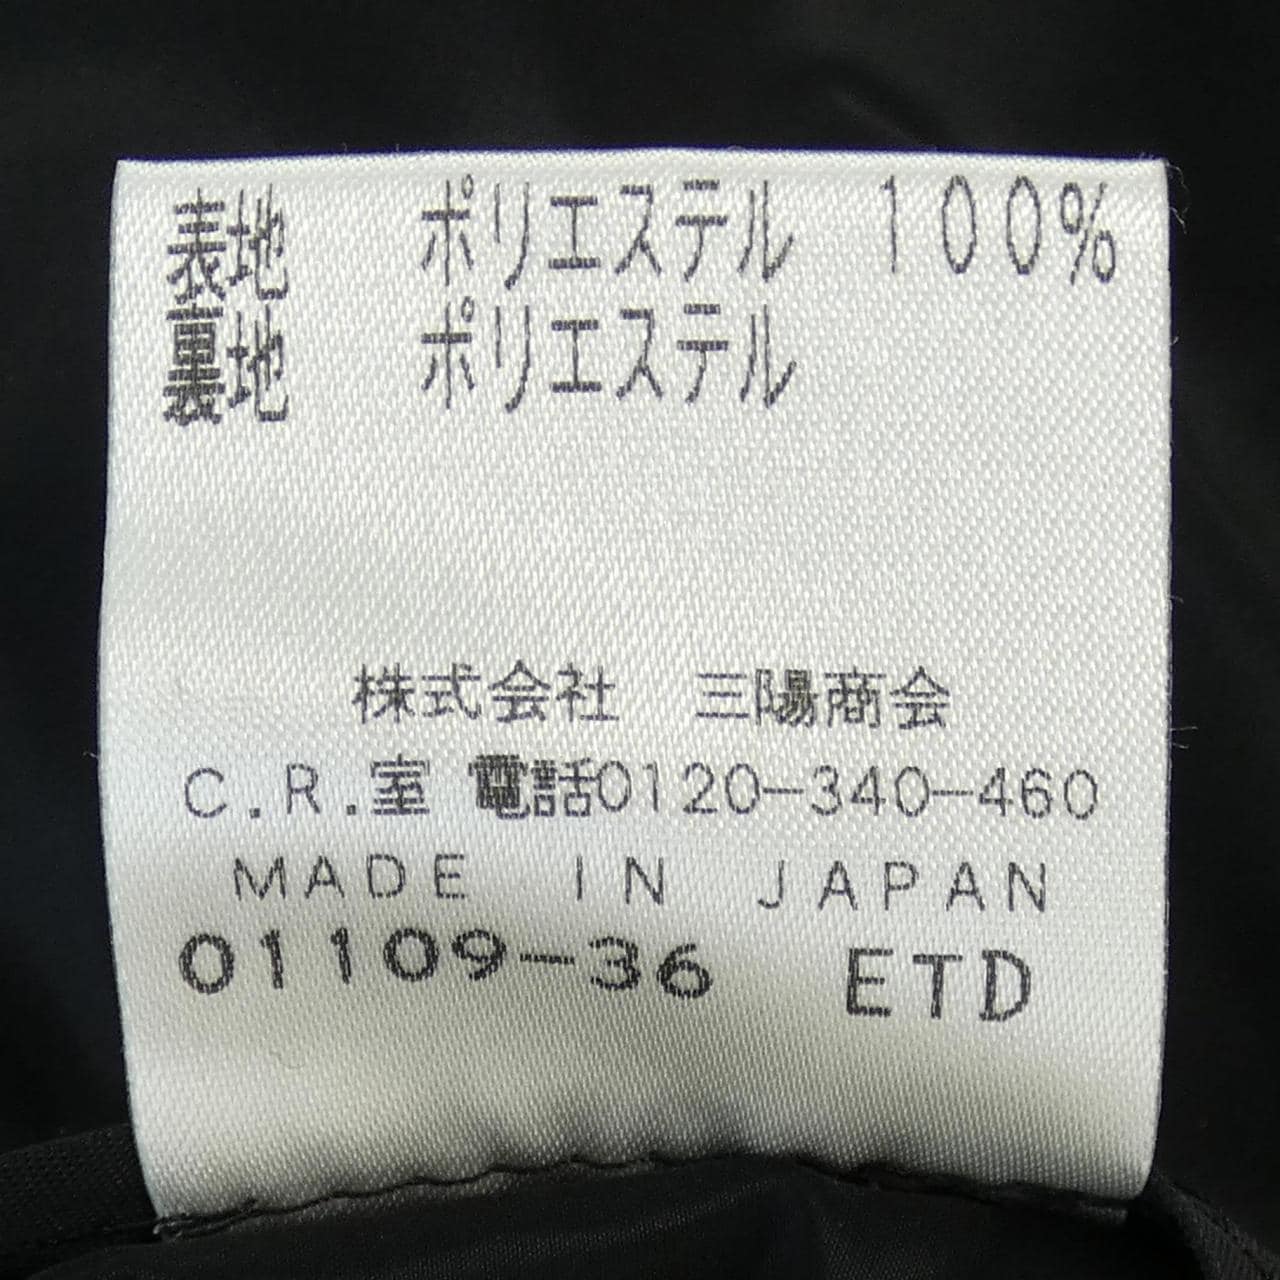 表地 ポリエステル 100%
裏地 ポリエステル
株式会社 三陽商会
C.R.室 電話0120-340-460
MADE IN JAPAN
01109-36 ETD